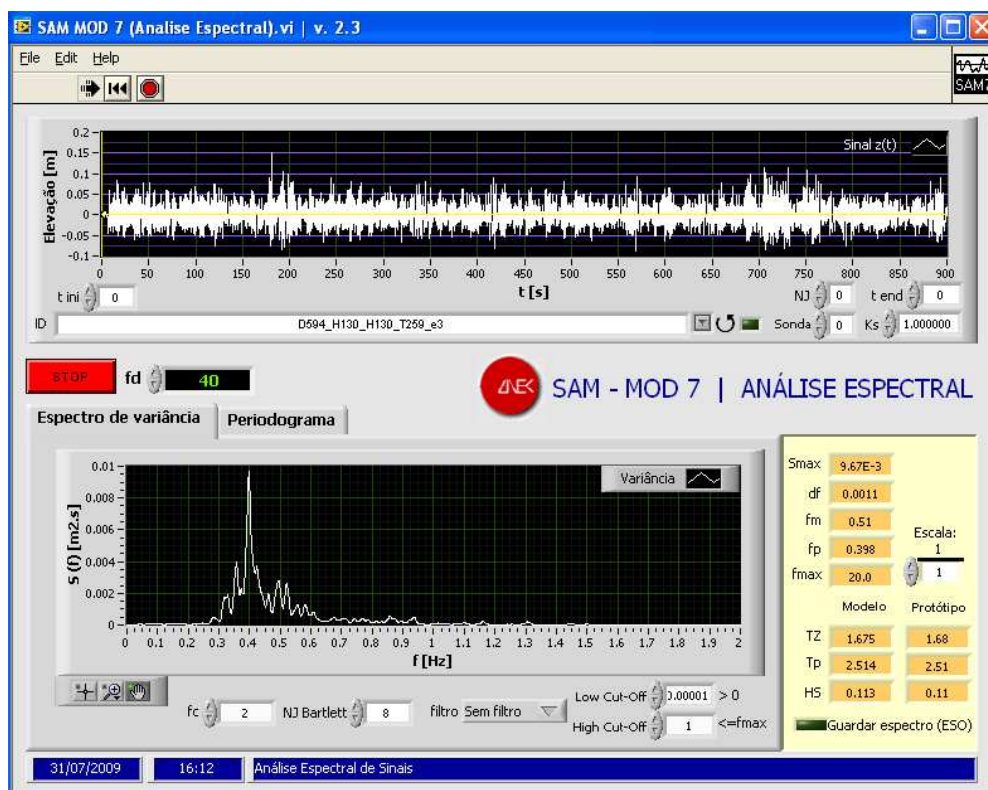 SAM MOD 7 (Analise Espectral).vi | v. 2.3
File Edit Help
SAM7
0.2
0.15
0.1
0.05
0
-0.05
-0.1
Elevação [m]
Sinal z(t)
0 50 100 150 200 250 300 350 400 450 500 550 600 650 700 750 800 850 900
t [s]
t ini 0 NJ 0 t end 0
ID D594_H130_H130_T259_e3 Sonda 0 Ks 1.000000
STOP fd 40
LNEC SAM - MOD 7 | ANÁLISE ESPECTRAL
Espectro de variância Periodograma
0.01
0.008
0.006
0.004
0.002
0
S (f) [m2.s]
Variância
0 0.1 0.2 0.3 0.4 0.5 0.6 0.7 0.8 0.9 1 1.1 1.2 1.3 1.4 1.5 1.6 1.7 1.8 1.9 2
f [Hz]
fc 2 NJ Bartlett 8 filtro Sem filtro
Low Cut-Off 0.00001 > 0
High Cut-Off 1 <=fmax
Smax 9.67E-3
df 0.0011
fm 0.51
fp 0.398
fmax 20.0
Escala:
1
1
Modelo Protótipo
TZ 1.675 1.68
Tp 2.514 2.51
HS 0.113 0.11
Guardar espectro (ESO)
31/07/2009 16:12 Análise Espectral de Sinais